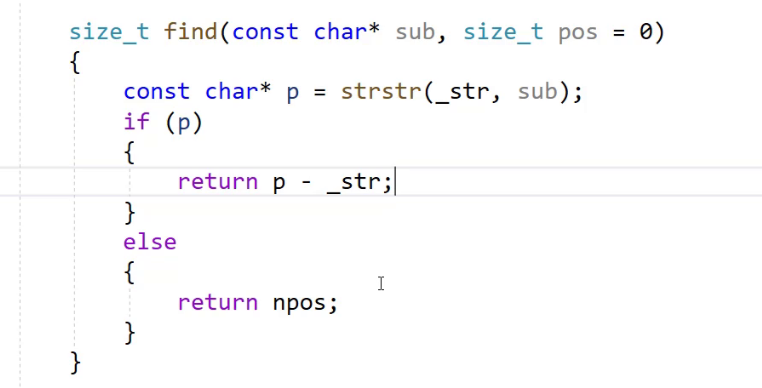 size_t find(const char* sub, size_t pos = 0)
{
const char* p = strstr(_str, sub);
if (p)
{
return p - _str;
}
else
{
return npos;
}
}